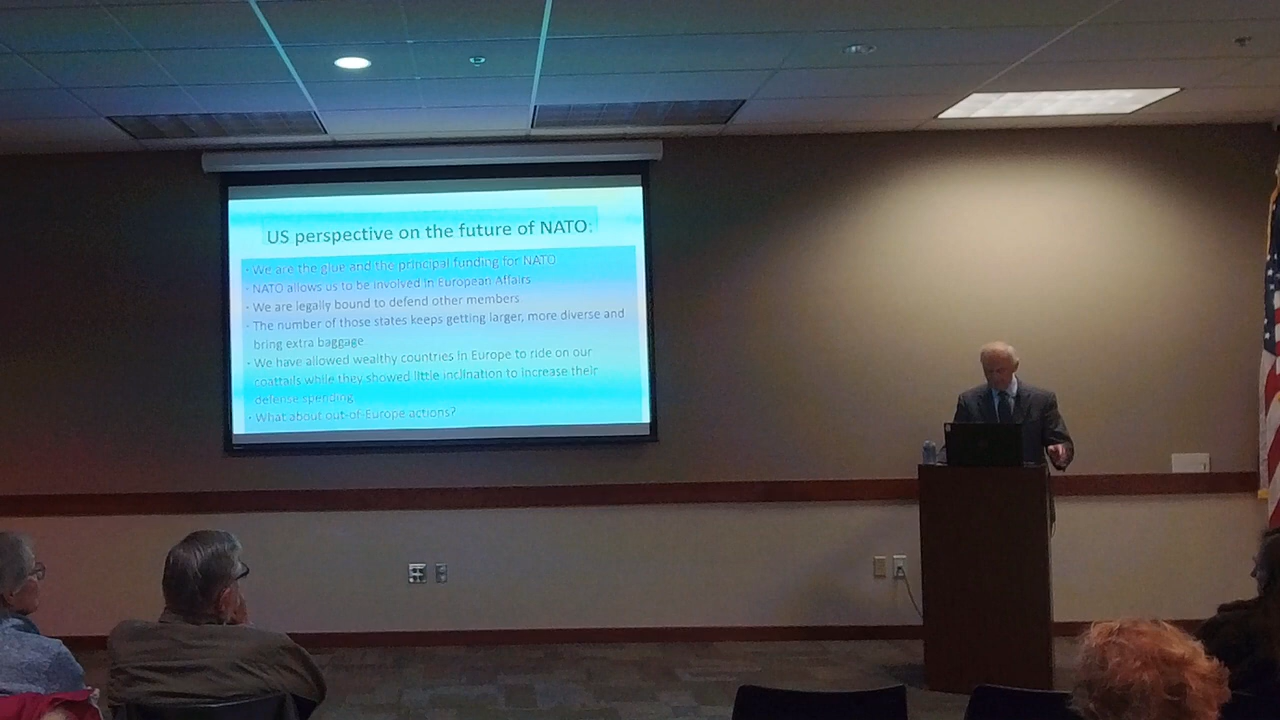 US perspective on the future of NATO:
• We are the glue and the principal funding for NATO
• NATO allows us to be involved in European Affairs
• We are legally bound to defend other members
• The number of those states keeps getting larger, more diverse and
bring extra baggage
• We have allowed wealthy countries in Europe to ride on our
coattails while they showed little inclination to increase their
defense spending
• What about out-of-Europe actions?